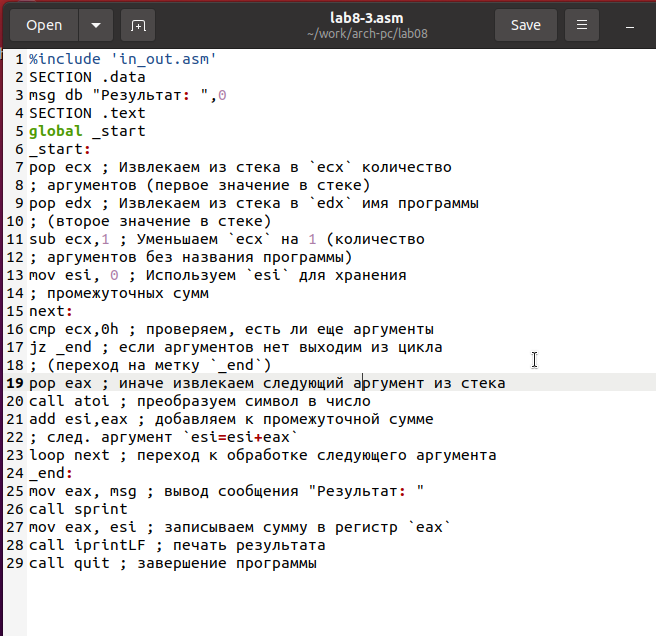 Open
lab8-3.asm
~/work/arch-pc/lab08
Save
1 %include 'in_out.asm'
2 SECTION .data
3 msg db "Результат: ",0
4 SECTION .text
5 global _start
6 _start:
7 pop ecx ; Извлекаем из стека в `ecx` количество
8 ; аргументов (первое значение в стеке)
9 pop edx ; Извлекаем из стека в `edx` имя программы
10 ; (второе значение в стеке)
11 sub ecx,1 ; Уменьшаем `ecx` на 1 (количество
12 ; аргументов без названия программы)
13 mov esi, 0 ; Используем `esi` для хранения
14 ; промежуточных сумм
15 next:
16 cmp ecx,0h ; проверяем, есть ли еще аргументы
17 jz _end ; если аргументов нет выходим из цикла
18 ; (переход на метку `_end`)
19 pop eax ; иначе извлекаем следующий аргумент из стека
20 call atoi ; преобразуем символ в число
21 add esi,eax ; добавляем к промежуточной сумме
22 ; след. аргумент `esi=esi+eax`
23 loop next ; переход к обработке следующего аргумента
24 _end:
25 mov eax, msg ; вывод сообщения "Результат: "
26 call sprint
27 mov eax, esi ; записываем сумму в регистр `eax`
28 call iprintLF ; печать результата
29 call quit ; завершение программы